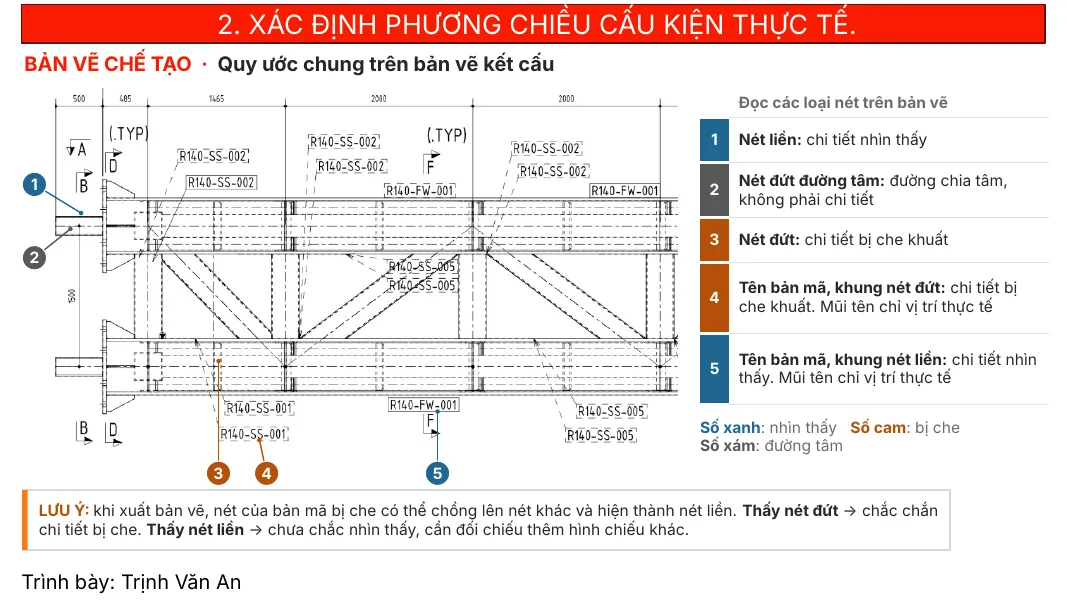 2. XÁC ĐỊNH PHƯƠNG CHIỀU CẤU KIỆN THỰC TẾ.
BẢN VẼ CHẾ TẠO · Quy ước chung trên bản vẽ kết cấu
500 485 1465 2000 2000
(.TYP) (.TYP)
A D B F
R140-SS-002
R140-SS-002
R140-SS-002
R140-SS-002
R140-SS-002
R140-SS-002
R140-FW-001
R140-FW-001
1
2
R140-SS-005
R140-SS-005
1500
R140-SS-001
R140-SS-001
R140-FW-001
R140-SS-005
R140-SS-005
B D F
3 4 5
Đọc các loại nét trên bản vẽ
1 Nét liền: chi tiết nhìn thấy
2 Nét đứt đường tâm: đường chia tâm,
không phải chi tiết
3 Nét đứt: chi tiết bị che khuất
4 Tên bản mã, khung nét đứt: chi tiết bị
che khuất. Mũi tên chỉ vị trí thực tế
5 Tên bản mã, khung nét liền: chi tiết nhìn
thấy. Mũi tên chỉ vị trí thực tế
Số xanh: nhìn thấy Số cam: bị che
Số xám: đường tâm
LƯU Ý: khi xuất bản vẽ, nét của bản mã bị che có thể chồng lên nét khác và hiện thành nét liền. Thấy nét đứt → chắc chắn
chi tiết bị che. Thấy nét liền → chưa chắc nhìn thấy, cần đối chiếu thêm hình chiếu khác.
Trình bày: Trịnh Văn An